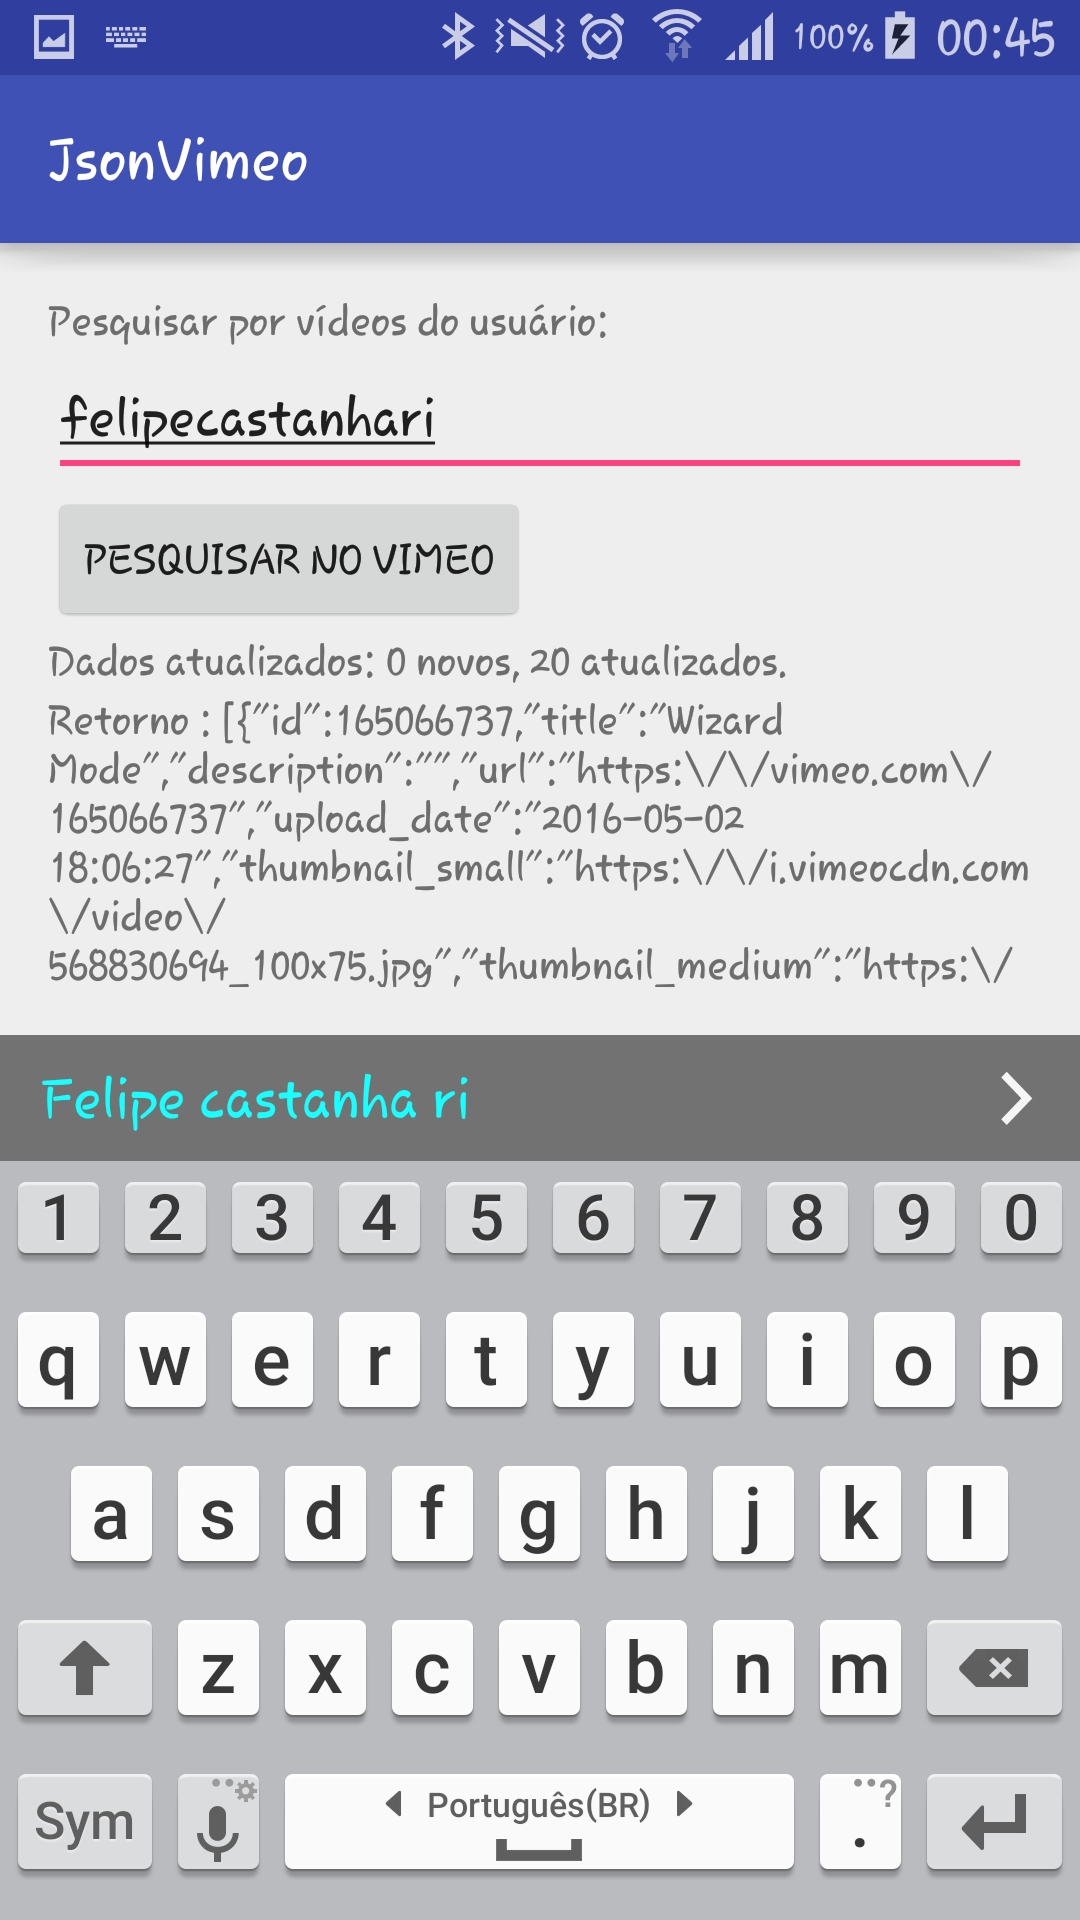 100% 00:45
JsonVimeo
Pesquisar por vídeos do usuário:
felipecastanhari
PESQUISAR NO VIMEO
Dados atualizados: 0 novos, 20 atualizados.
Retorno : [{"id":165066737,"title":"Wizard
Mode","description":"","url":"https:\/\/vimeo.com\/
165066737","upload_date":"2016-05-02
18:06:27","thumbnail_small":"https:\/\/i.vimeocdn.com
\/video\/
568830694_100x75.jpg","thumbnail_medium":"https:\/
Felipe castanha ri
1 2 3 4 5 6 7 8 9 0
q w e r t y u i o p
a s d f g h j k l
z x c v b n m
Sym Português(BR) . ?